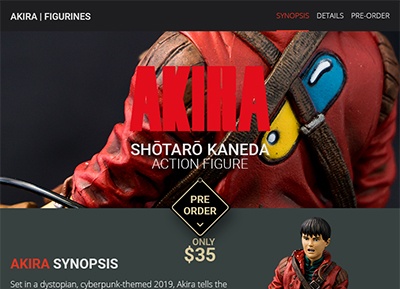 AKIRA | FIGURINES
SYNOPSIS DETAILS PRE-ORDER
AKIRA
SHŌTARŌ KANEDA
ACTION FIGURE
PRE
ORDER
ONLY
$35
AKIRA SYNOPSIS
Set in a dystopian, cyberpunk-themed 2019, Akira tells the